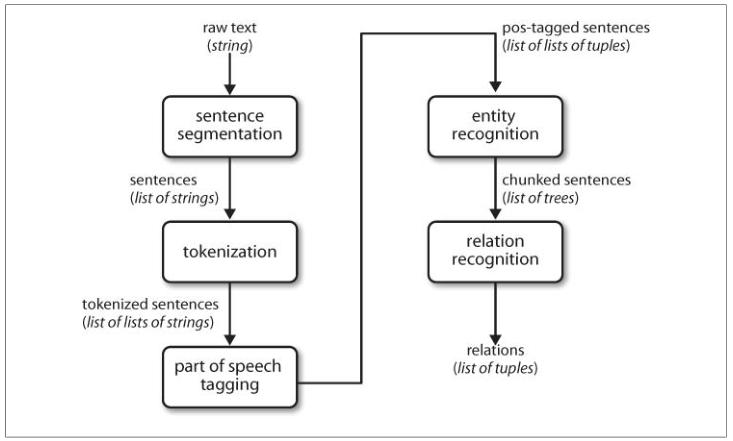 raw text
(string)
sentence
segmentation
sentences
(list of strings)
tokenization
tokenized sentences
(list of lists of strings)
part of speech
tagging
pos-tagged sentences
(list of lists of tuples)
entity
recognition
chunked sentences
(list of trees)
relation
recognition
relations
(list of tuples)